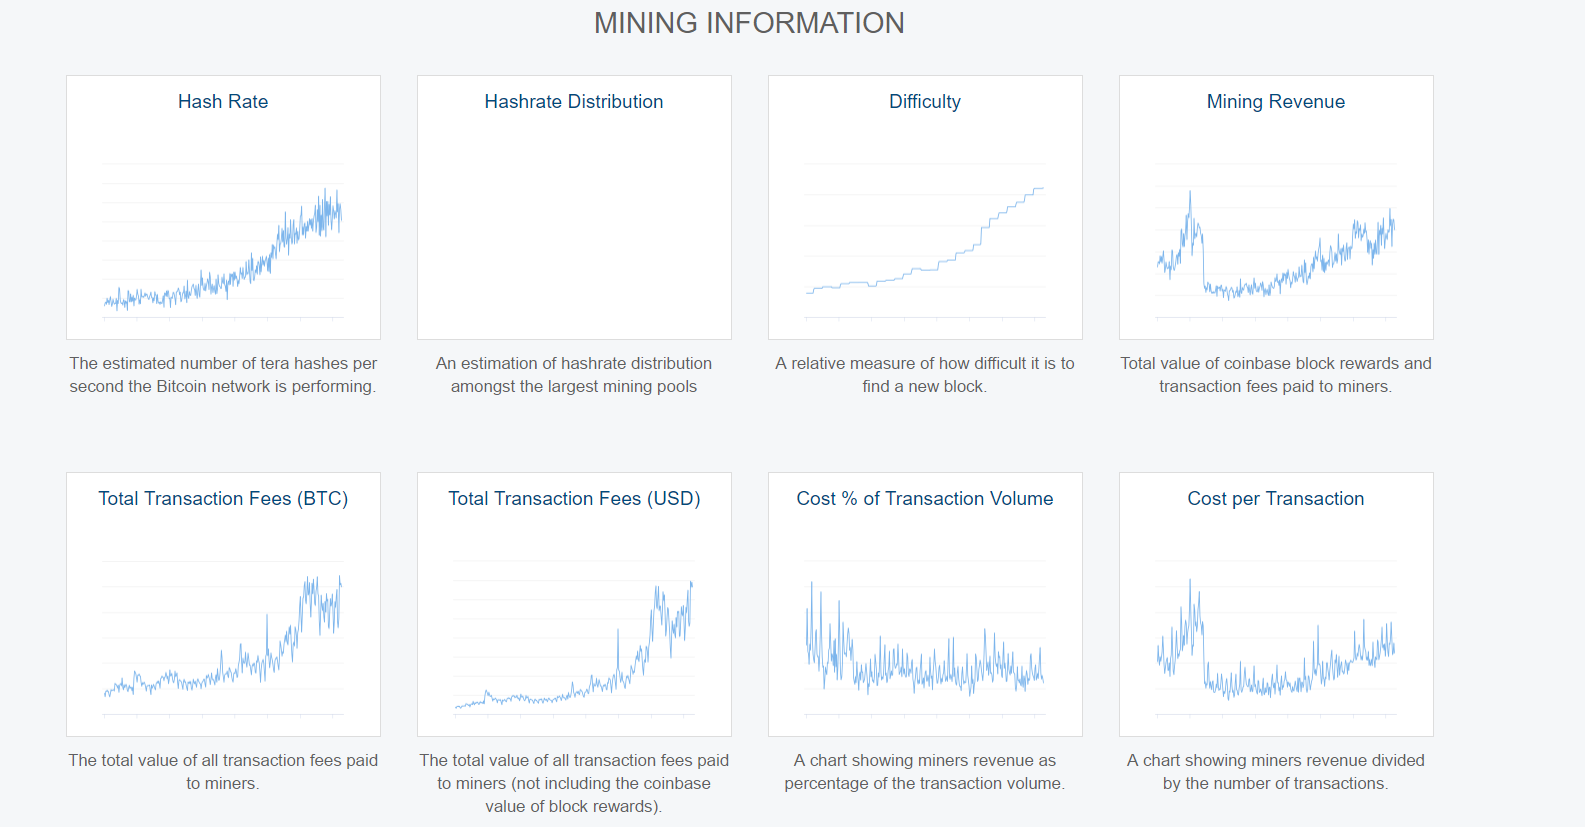 MINING INFORMATION
Hash Rate
Hashrate Distribution
Difficulty
Mining Revenue
The estimated number of tera hashes per
second the Bitcoin network is performing.
An estimation of hashrate distribution
amongst the largest mining pools
A relative measure of how difficult it is to
find a new block.
Total value of coinbase block rewards and
transaction fees paid to miners.
Total Transaction Fees (BTC)
Total Transaction Fees (USD)
Cost % of Transaction Volume
Cost per Transaction
The total value of all transaction fees paid
to miners.
The total value of all transaction fees paid
to miners (not including the coinbase
value of block rewards).
A chart showing miners revenue as
percentage of the transaction volume.
A chart showing miners revenue divided
by the number of transactions.